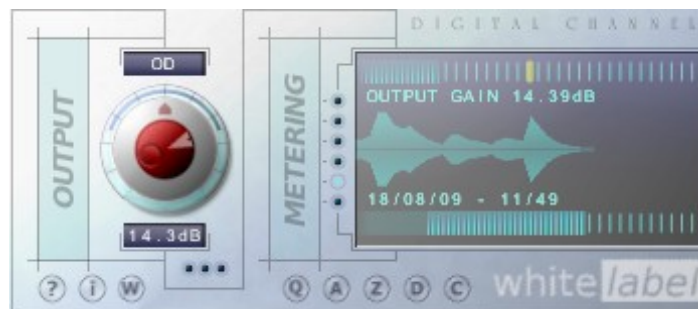 DIGITAL CHANNEL
OD
OUTPUT
METERING
OUTPUT GAIN 14.39dB
18/08/09 - 11/49
14.3dB
? i W
Q A Z D C
whitelabel